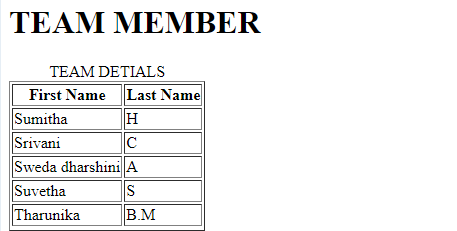 TEAM MEMBER
TEAM DETIALS
First Name Last Name
Sumitha H
Srivani C
Sweda dharshini A
Suvetha S
Tharunika B.M